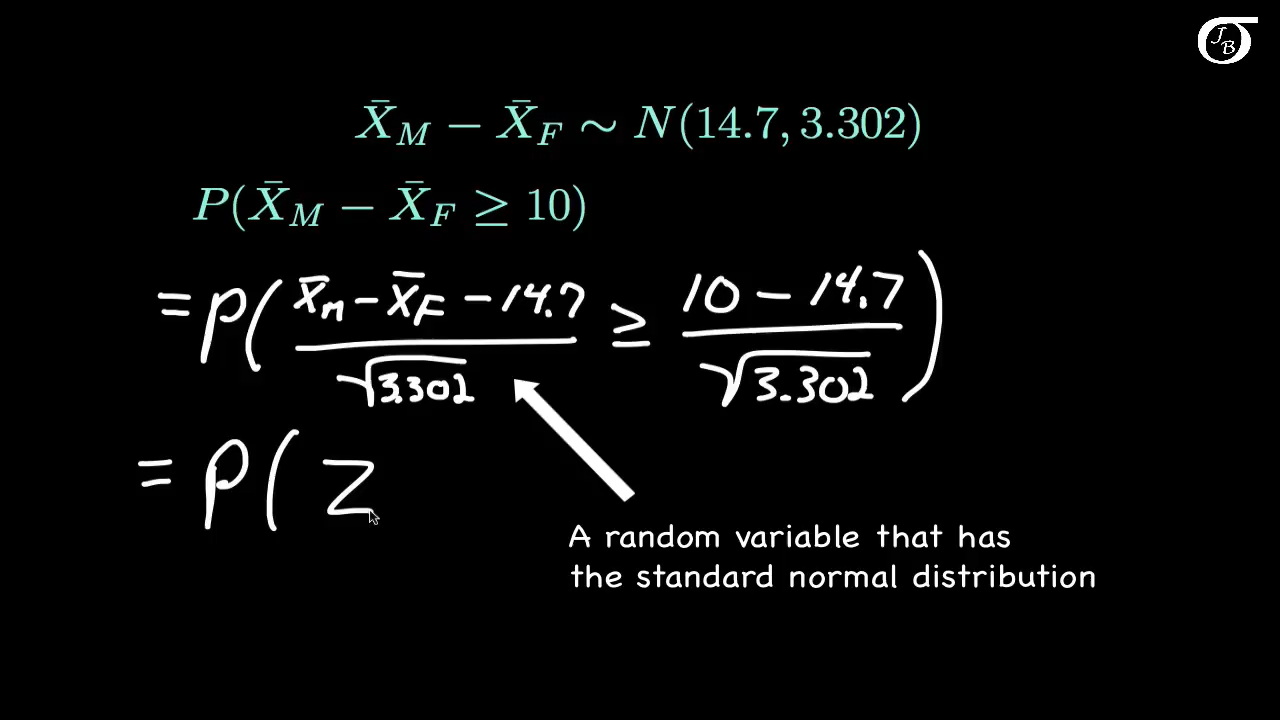 J B
X̄_M − X̄_F ∼ N(14.7, 3.302)
P(X̄_M − X̄_F ≥ 10)
= P( (X̄_M − X̄_F − 14.7) / √3.302 ≥ (10 − 14.7) / √3.302 )
= P( Z
A random variable that has
the standard normal distribution